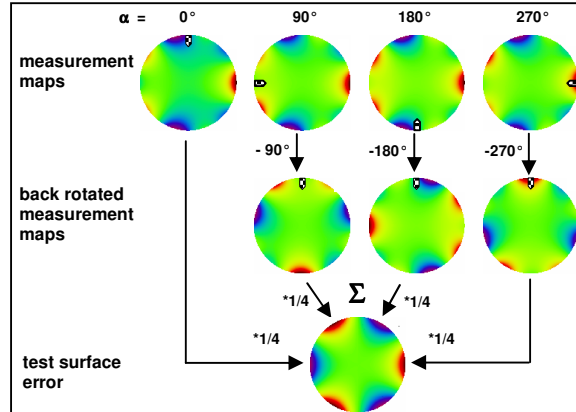 α = 0° 90° 180° 270°
measurement
maps
- 90° -180° -270°
back rotated
measurement
maps
*1/4 Σ *1/4
*1/4 *1/4
test surface
error